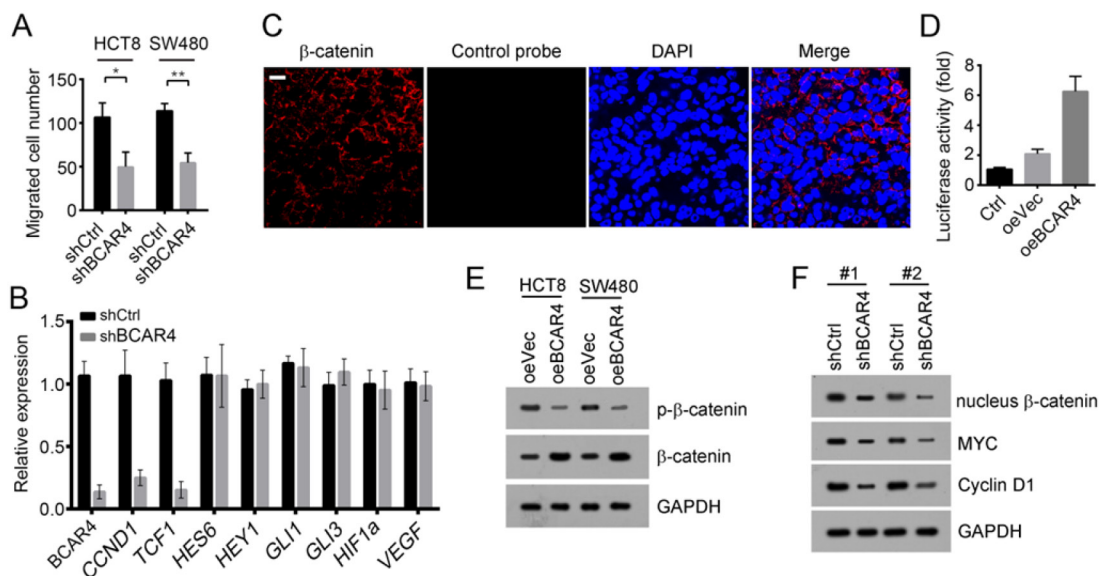 A
HCT8 SW480
* **
Migrated cell number
150
100
50
0
shCtrl
shBCAR4
shCtrl
shBCAR4
B
shCtrl
shBCAR4
Relative expression
1.5
1.0
0.5
0.0
BCAR4
CCND1
TCF1
HES6
HEY1
GLI1
GLI3
HIF1a
VEGF
C
β-catenin Control probe DAPI Merge
D
Luciferase activity (fold)
8
6
4
2
0
Ctrl
oeVec
oeBCAR4
E
HCT8 SW480
oeVec
oeBCAR4
oeVec
oeBCAR4
p-β-catenin
β-catenin
GAPDH
F
#1 #2
shCtrl
shBCAR4
shCtrl
shBCAR4
nucleus β-catenin
MYC
Cyclin D1
GAPDH